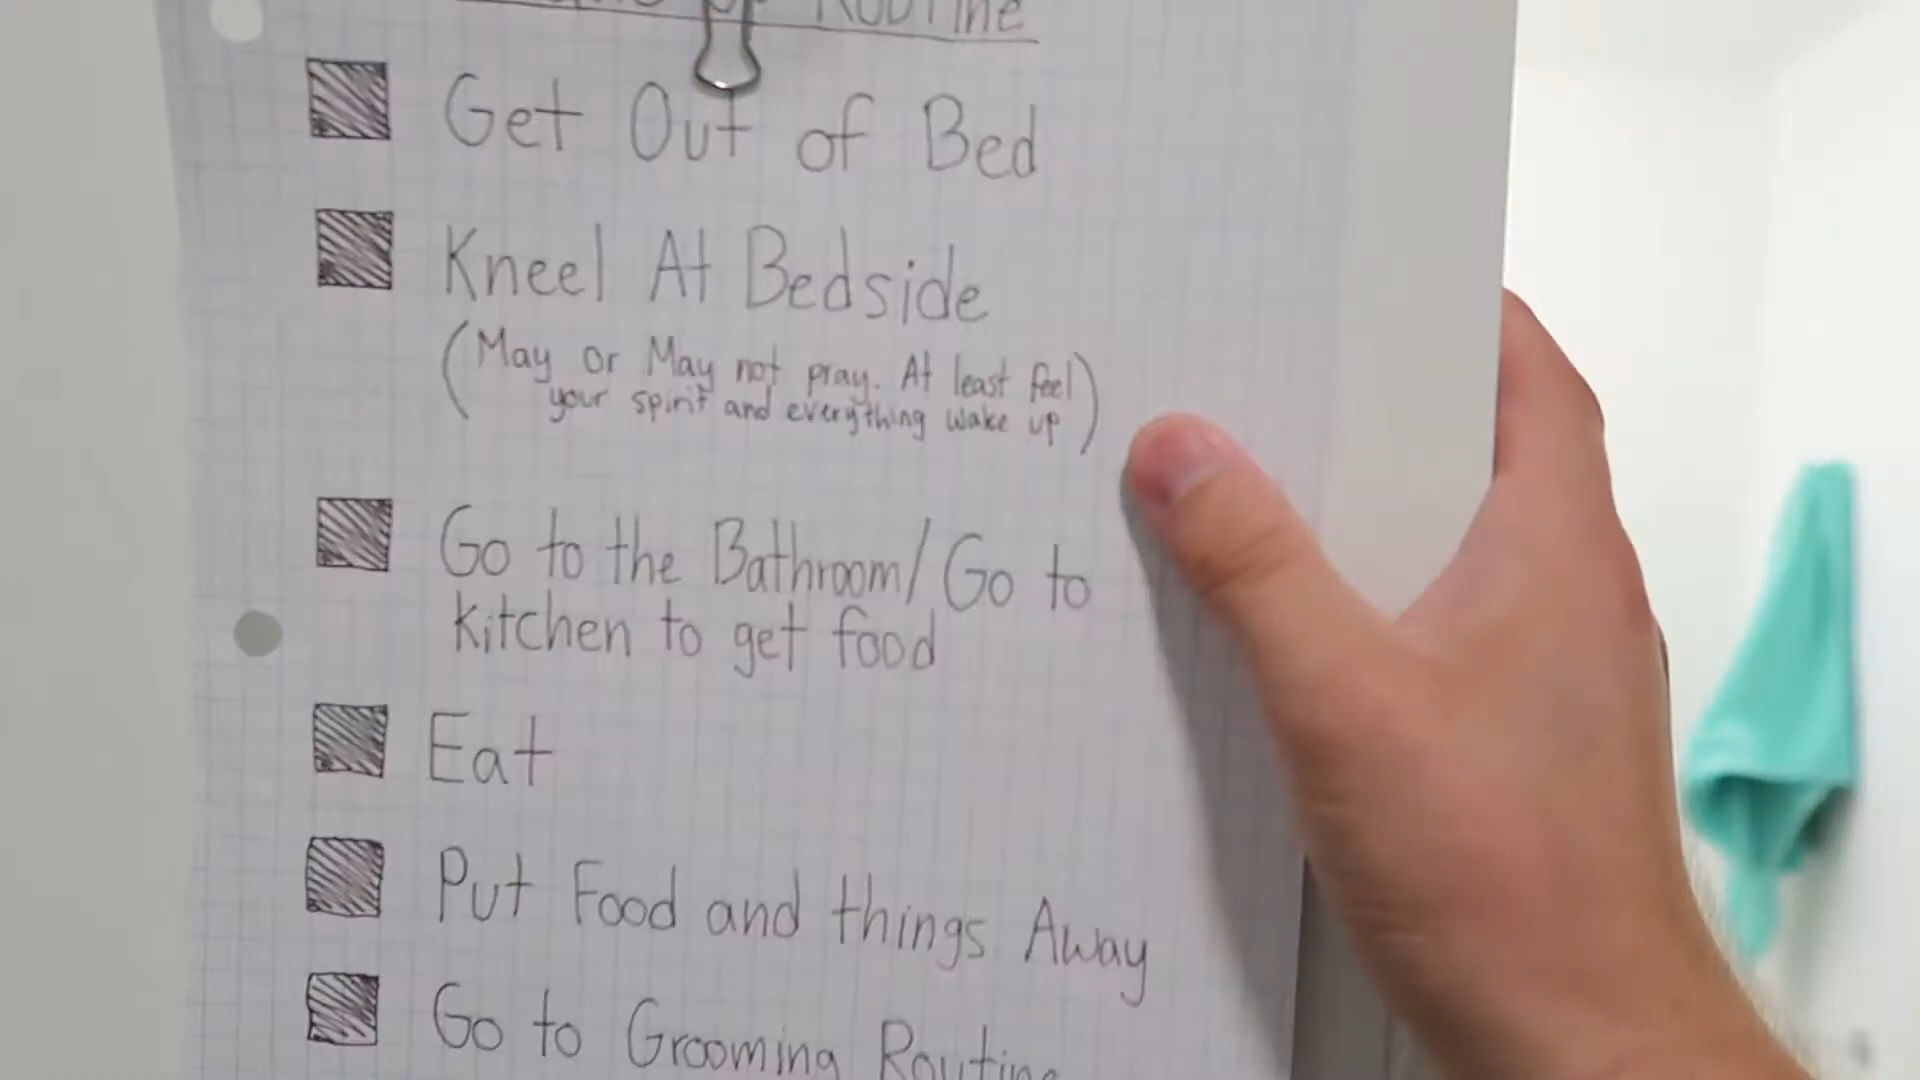 Routine
Get Out of Bed
Kneel At Bedside
(May or May not pray. At least feel
your spirit and everything wake up)
Go to the Bathroom/Go to
kitchen to get food
Eat
Put Food and things Away
Go to Grooming Routine